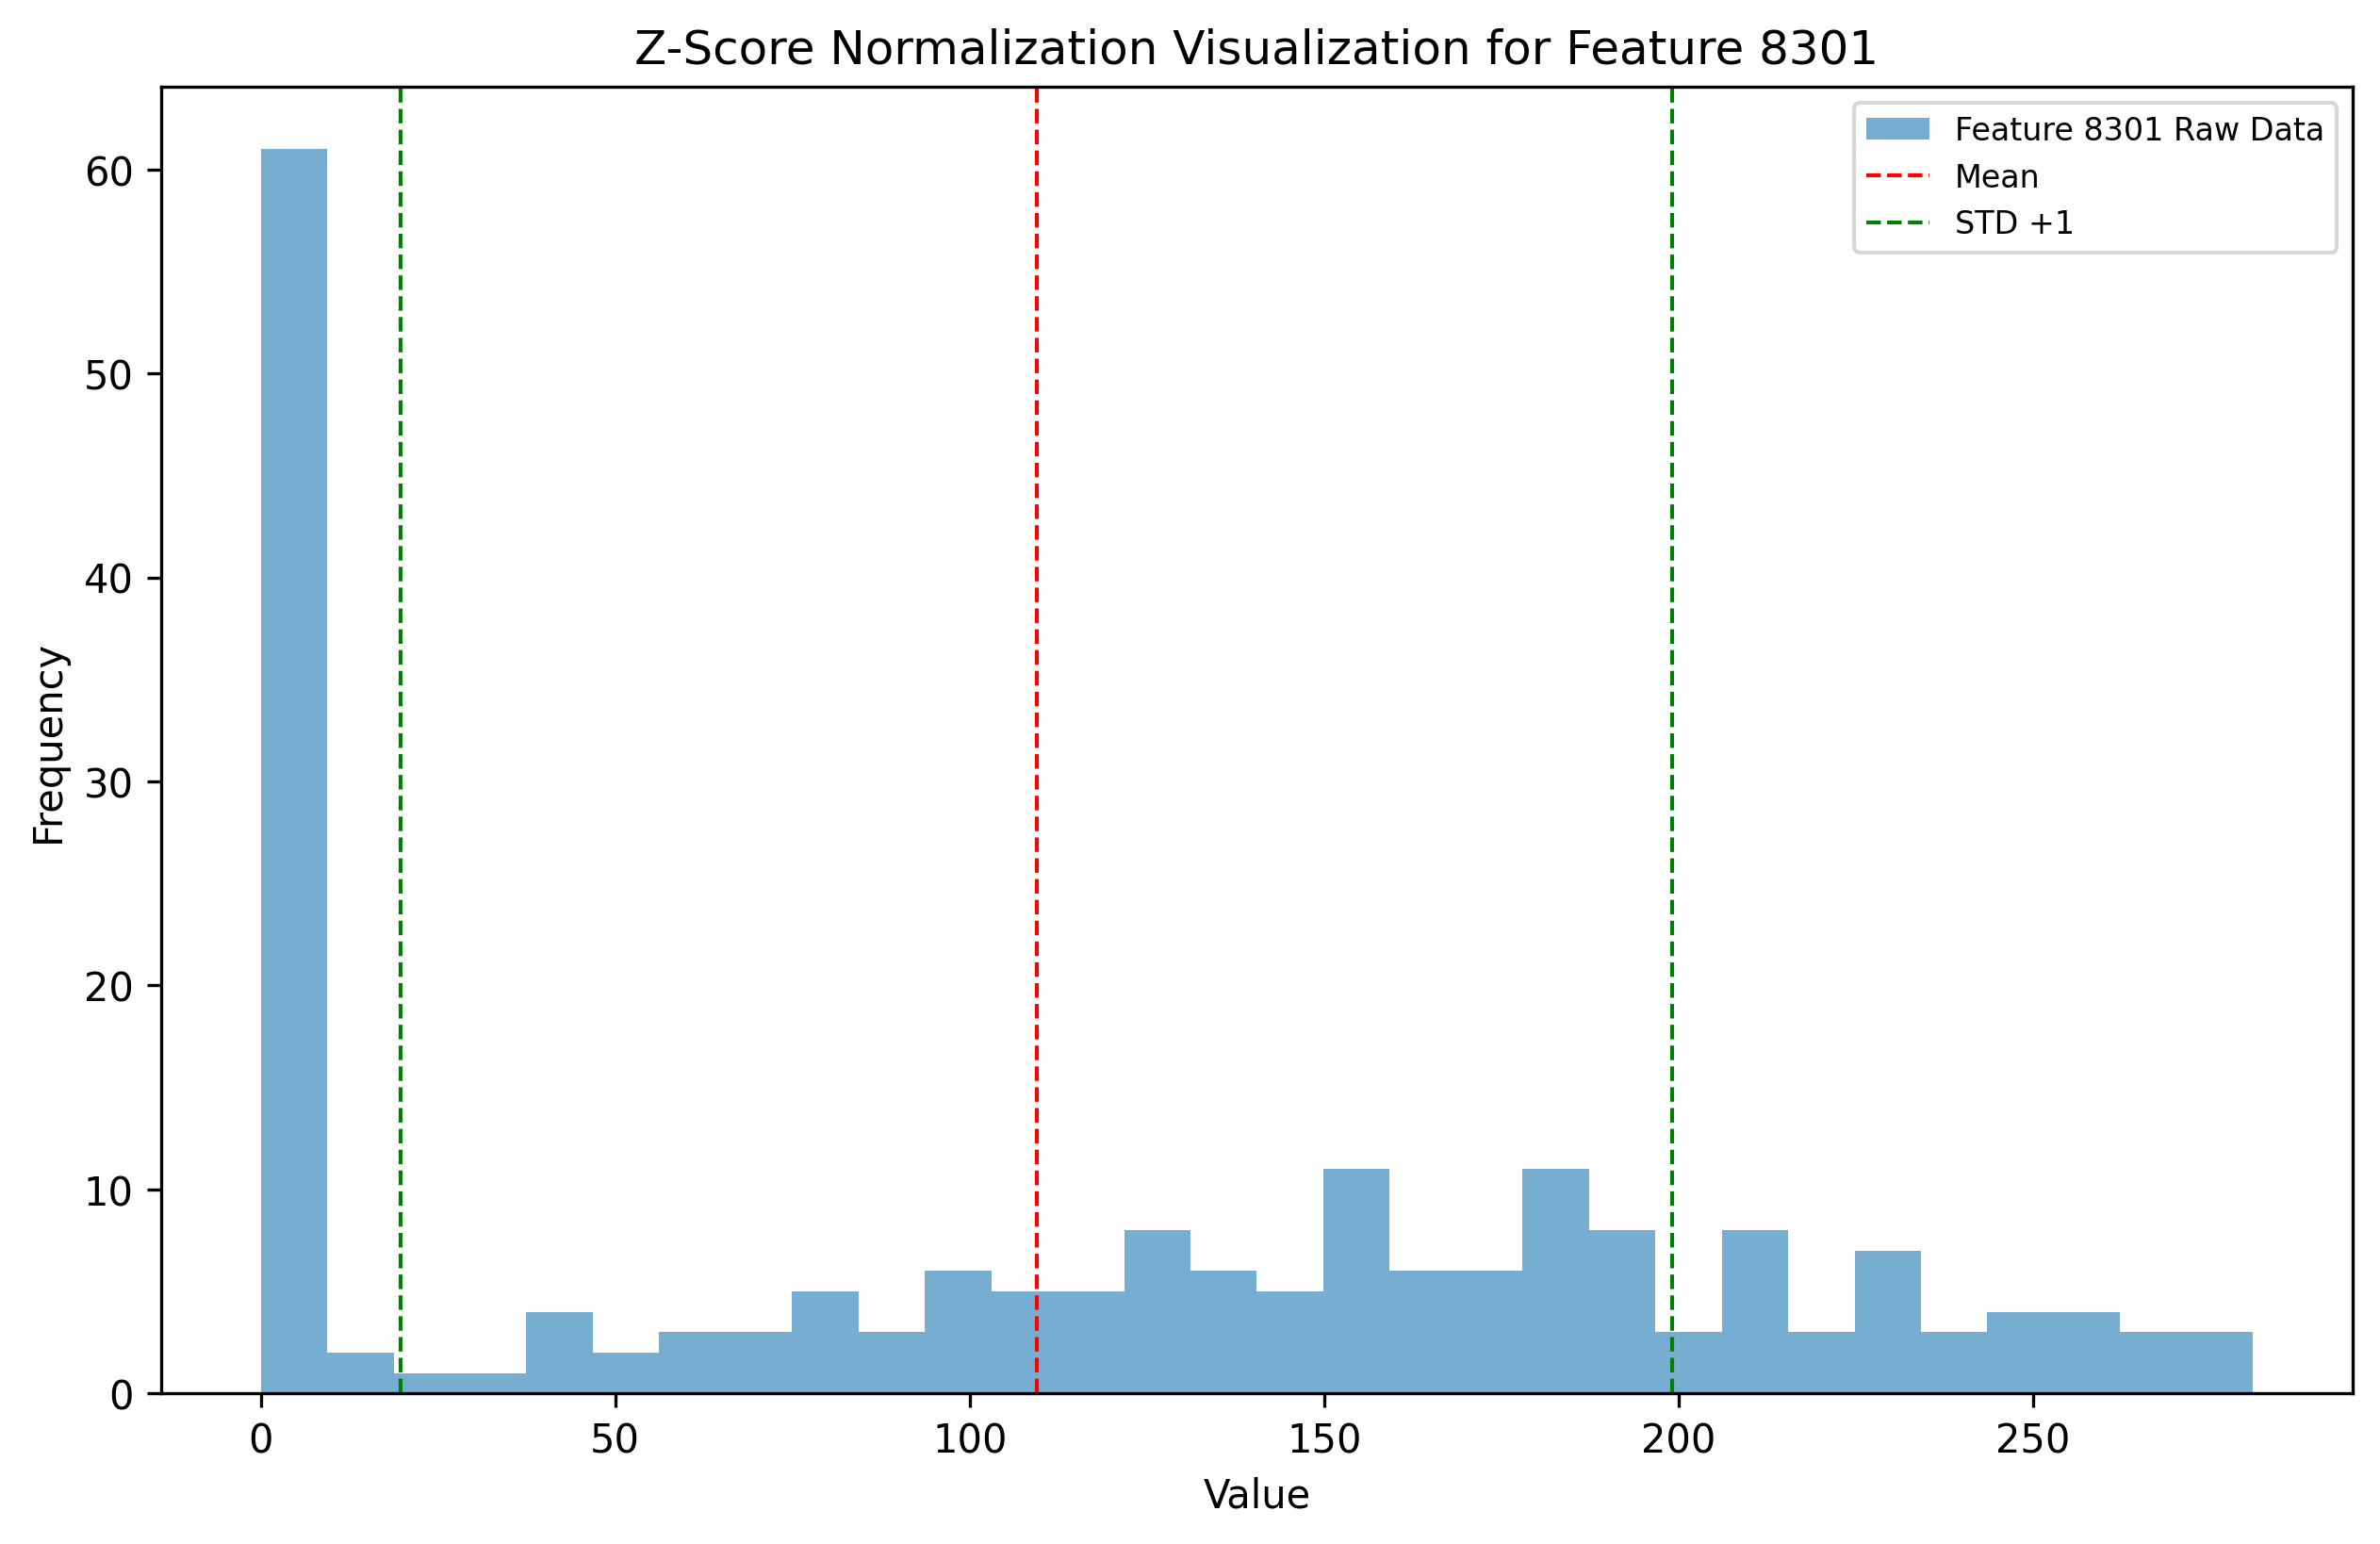 Z-Score Normalization Visualization for Feature 8301
Feature 8301 Raw Data
Mean
STD +1
60
50
40
30
20
10
0
Frequency
0 50 100 150 200 250
Value